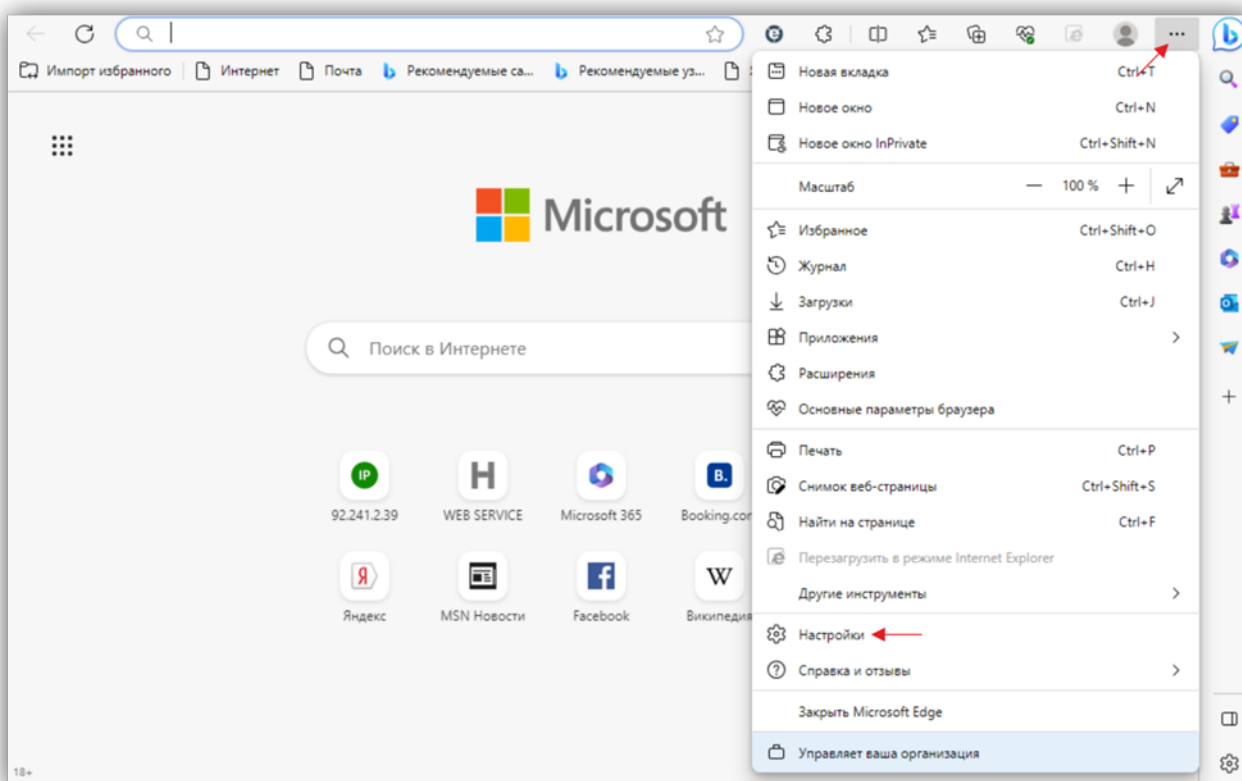 Импорт избранного
Интернет
Почта
Рекомендуемые са...
Рекомендуемые уз...
Microsoft
Поиск в Интернете
IP
92.241.2.39
H
WEB SERVICE
Microsoft 365
B.
Booking.cor
Я
Яндекс
MSN Новости
Facebook
W
Википедия
18+
Новая вкладка Ctrl+T
Новое окно Ctrl+N
Новое окно InPrivate Ctrl+Shift+N
Масштаб — 100 % +
Избранное Ctrl+Shift+O
Журнал Ctrl+H
Загрузки Ctrl+J
Приложения
Расширения
Основные параметры браузера
Печать Ctrl+P
Снимок веб-страницы Ctrl+Shift+S
Найти на странице Ctrl+F
Перезагрузить в режиме Internet Explorer
Другие инструменты
Настройки
Справка и отзывы
Закрыть Microsoft Edge
Управляет ваша организация